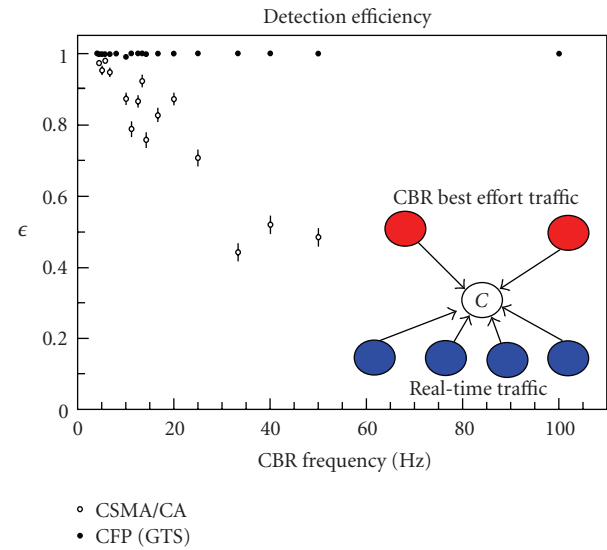 Detection efficiency
1
0.8
0.6
0.4
0.2
0
ϵ
CBR best effort traffic
C
Real-time traffic
0 20 40 60 80 100
CBR frequency (Hz)
CSMA/CA
CFP (GTS)